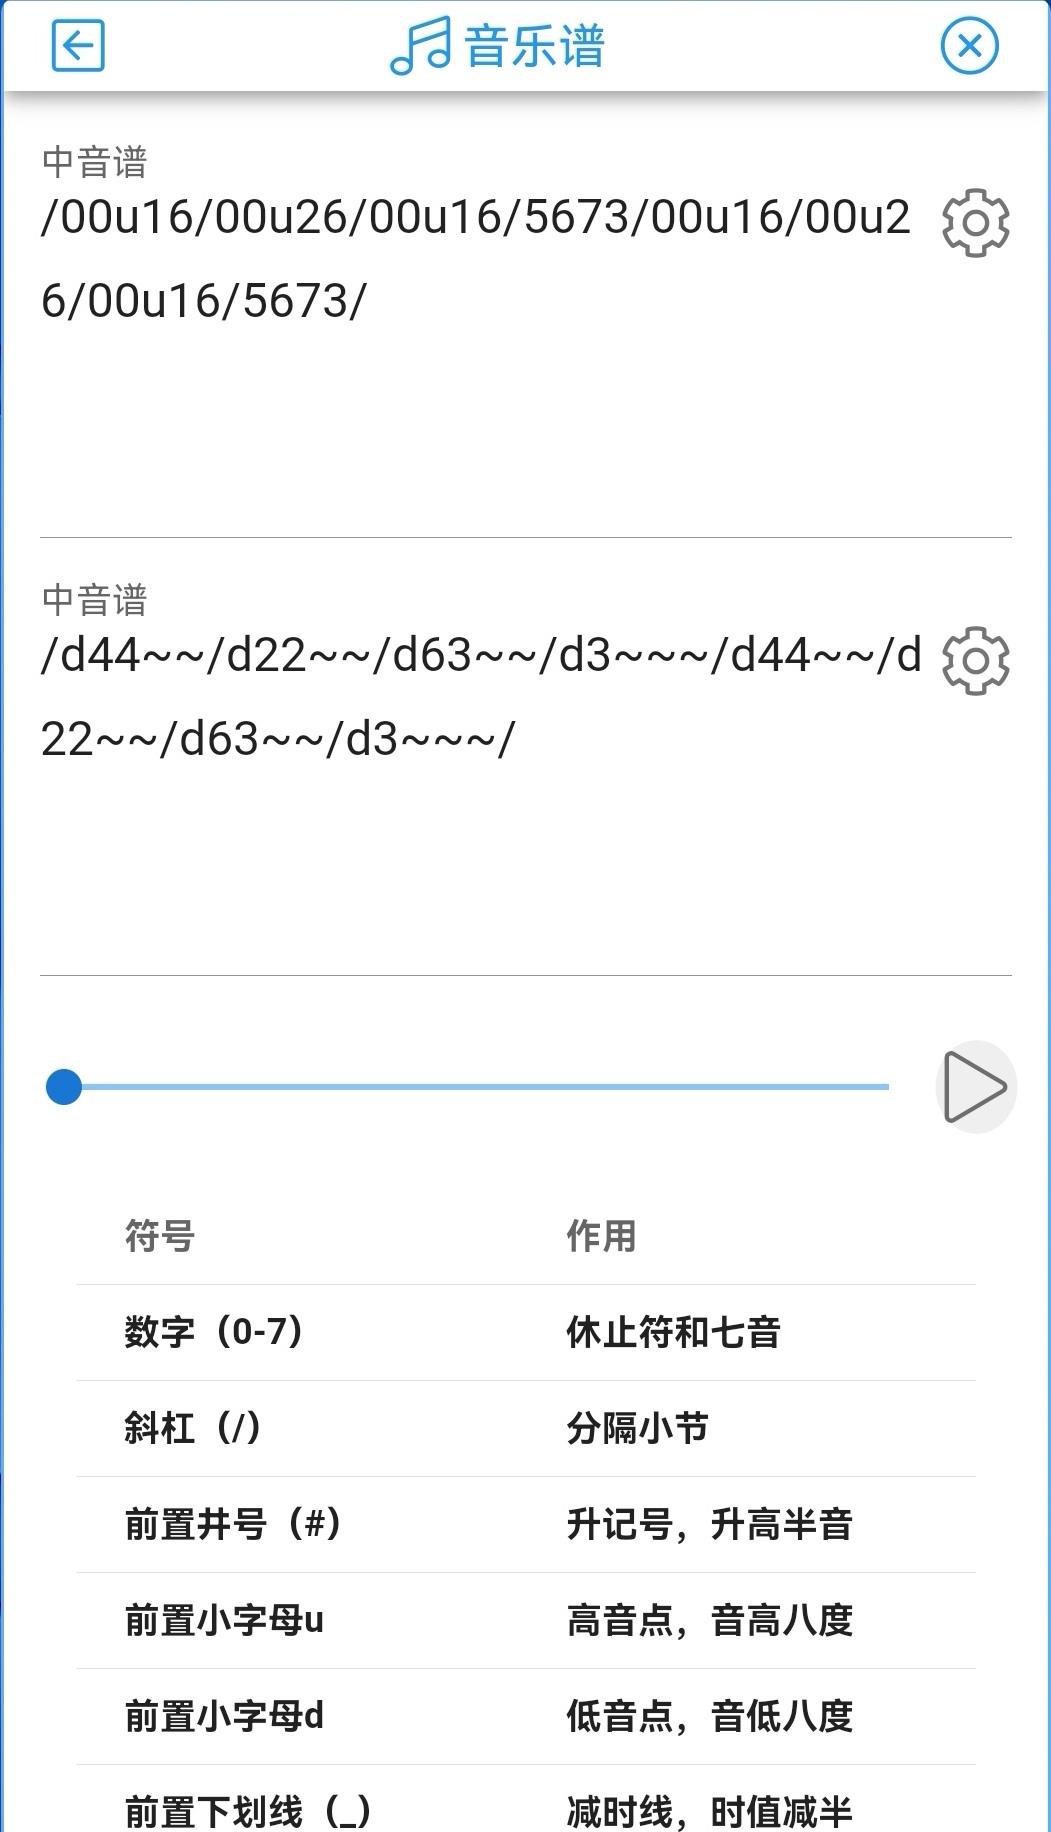 音乐谱
中音谱
/00u16/00u26/00u16/5673/00u16/00u2
6/00u16/5673/
中音谱
/d44~~/d22~~/d63~~/d3~~~/d44~~/d
22~~/d63~~/d3~~~/
符号 作用
数字（0-7） 休止符和七音
斜杠（/） 分隔小节
前置井号（#） 升记号，升高半音
前置小字母u 高音点，音高八度
前置小字母d 低音点，音低八度
前置下划线（_） 减时线，时值减半